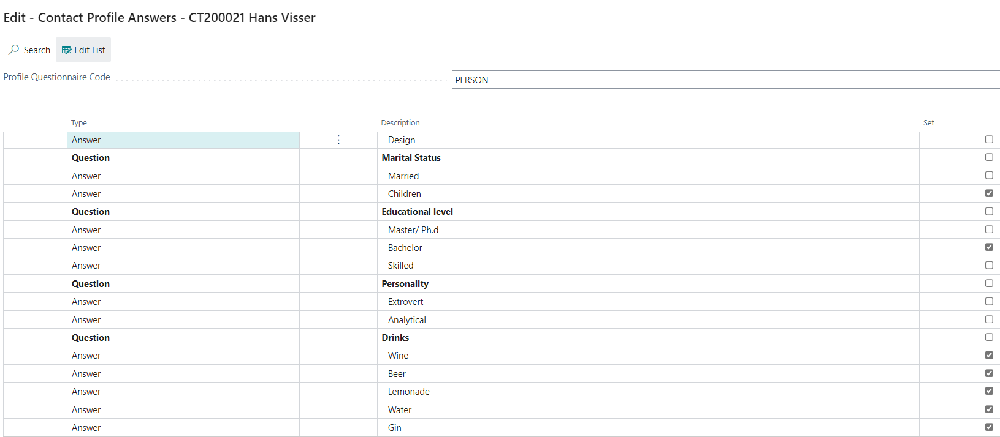 Edit - Contact Profile Answers - CT200021 Hans Visser
Search Edit List
Profile Questionnaire Code PERSON
Type Description Set
Answer Design
Question Marital Status
Answer Married
Answer Children
Question Educational level
Answer Master/ Ph.d
Answer Bachelor
Answer Skilled
Question Personality
Answer Extrovert
Answer Analytical
Question Drinks
Answer Wine
Answer Beer
Answer Lemonade
Answer Water
Answer Gin